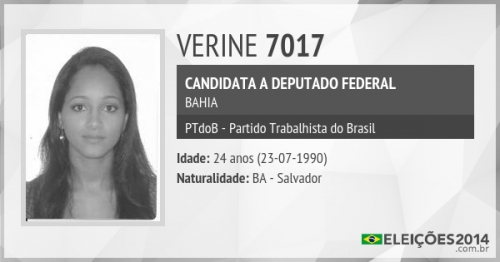 VERINE 7017
CANDIDATA A DEPUTADO FEDERAL
BAHIA
PTdoB - Partido Trabalhista do Brasil
Idade: 24 anos (23-07-1990)
Naturalidade: BA - Salvador
ELEIÇÕES2014
.com.br